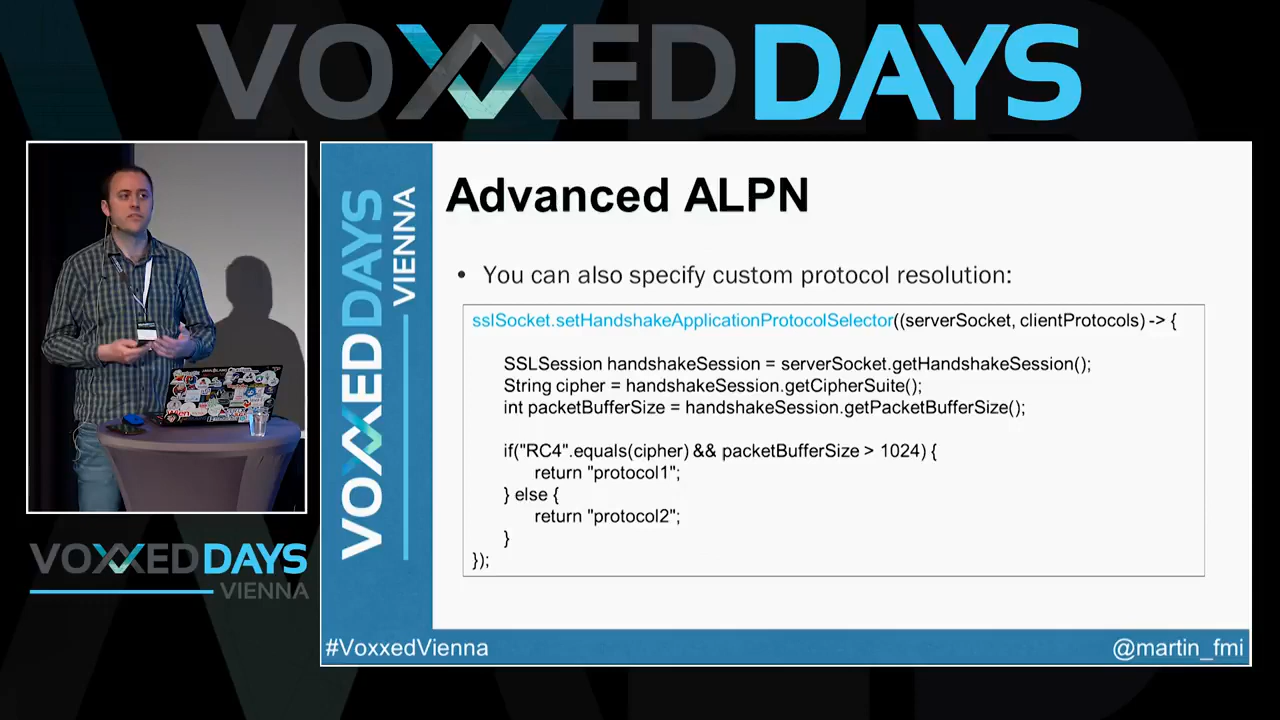 VOXXED DAYS
VOXXED DAYS
VIENNA
Advanced ALPN
• You can also specify custom protocol resolution:
sslSocket.setHandshakeApplicationProtocolSelector((serverSocket, clientProtocols) -> {
SSLSession handshakeSession = serverSocket.getHandshakeSession();
String cipher = handshakeSession.getCipherSuite();
int packetBufferSize = handshakeSession.getPacketBufferSize();
if("RC4".equals(cipher) && packetBufferSize > 1024) {
return "protocol1";
} else {
return "protocol2";
}
});
VOXXED DAYS
VIENNA
#VoxxedVienna
@martin_fmi